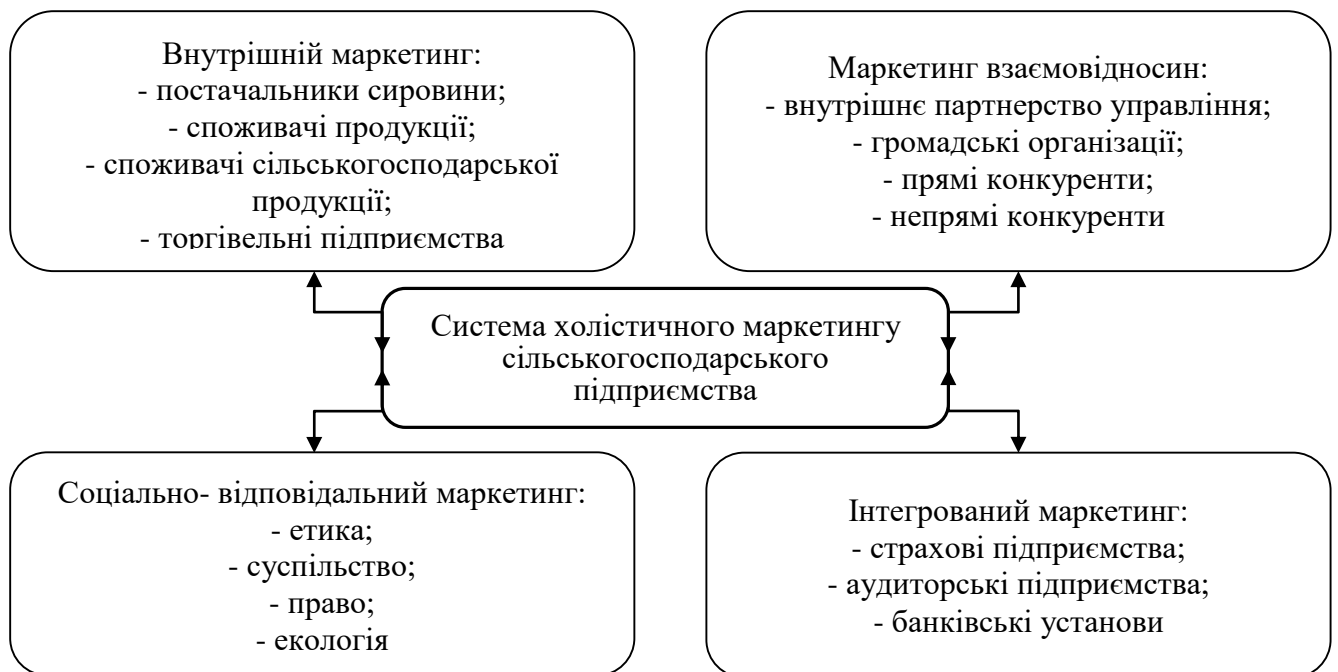 Внутрішній маркетинг:
- постачальники сировини;
- споживачі продукції;
- споживачі сільськогосподарської
продукції;
- торгівельні підприємства
Маркетинг взаємовідносин:
- внутрішнє партнерство управління;
- громадські організації;
- прямі конкуренти;
- непрямі конкуренти
Система холістичного маркетингу
сільськогосподарського
підприємства
Соціально- відповідальний маркетинг:
- етика;
- суспільство;
- право;
- екологія
Інтегрований маркетинг:
- страхові підприємства;
- аудиторські підприємства;
- банківські установи